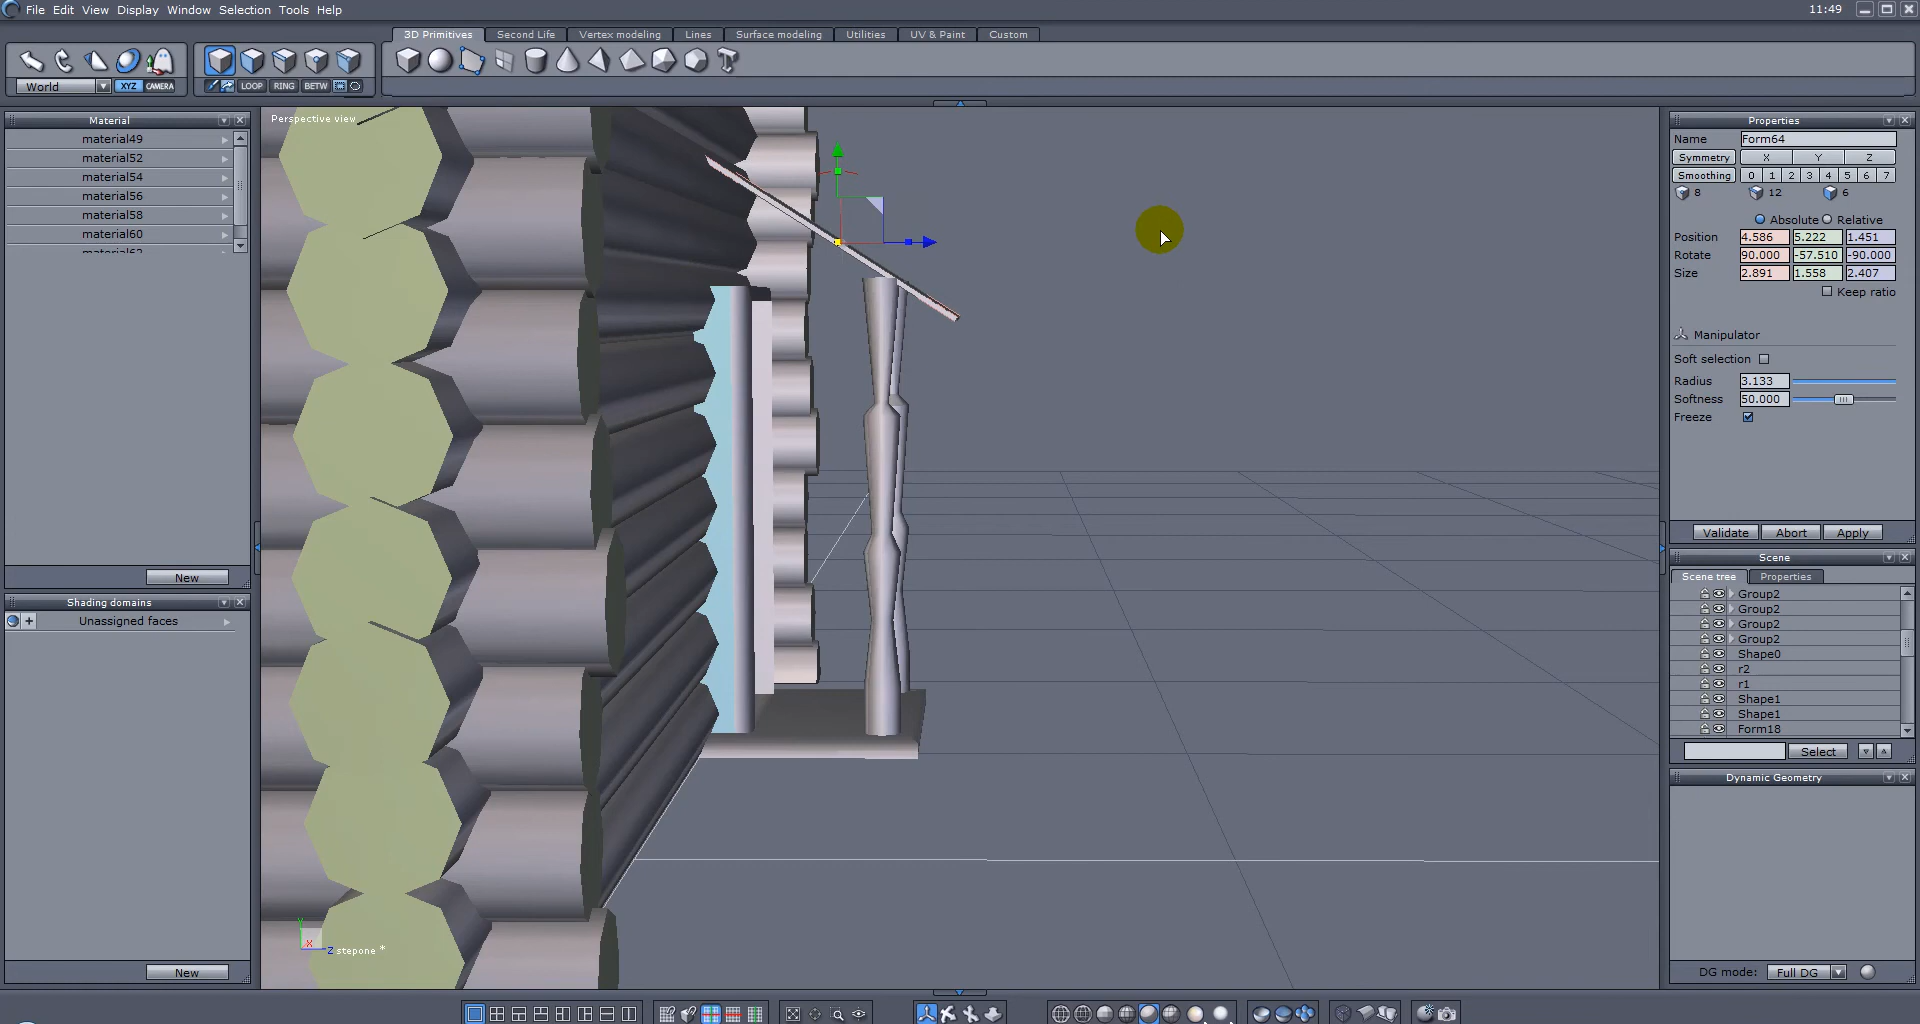 File Edit View Display Window Selection Tools Help
11:49
3D Primitives Second Life Vertex modeling Lines Surface modeling Utilities UV & Paint Custom
World XYZ CAMERA
LOOP RING BETW
Material
material49
material52
material54
material56
material58
material60
New
Shading domains
Unassigned faces
New
Perspective view
Y
X
Z stepone *
Properties
Name Form64
Symmetry X Y Z
Smoothing 0 1 2 3 4 5 6 7
8 12 6
Absolute Relative
Position 4.586 5.222 1.451
Rotate 90.000 -57.510 -90.000
Size 2.891 1.558 2.407
Keep ratio
Manipulator
Soft selection
Radius 3.133
Softness 50.000
Freeze
Validate Abort Apply
Scene
Scene tree Properties
Group2
Group2
Group2
Group2
Shape0
r2
r1
Shape1
Shape1
Form18
Select
Dynamic Geometry
DG mode: Full DG